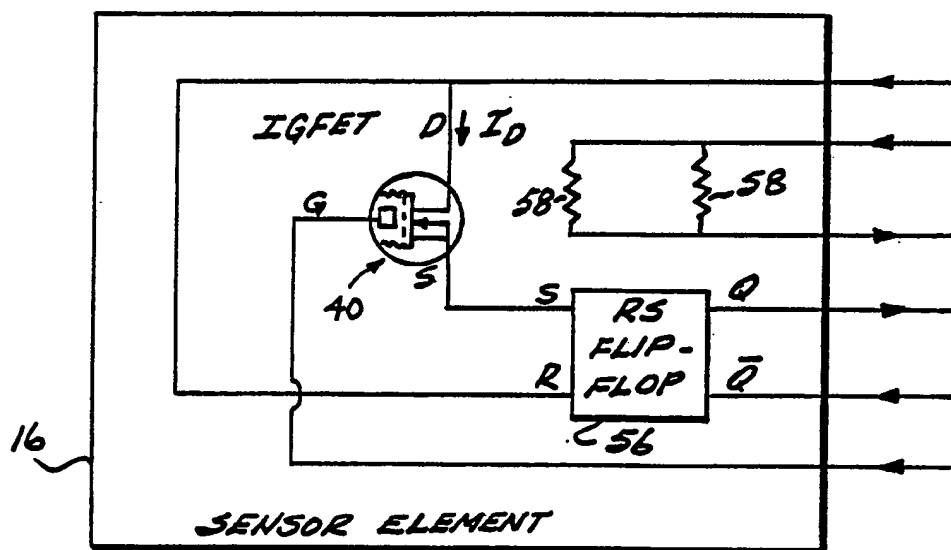 IGFET D I_D
58 58
G
S
40
S RS FLIP-FLOP Q
R Q̅
56
16
SENSOR ELEMENT